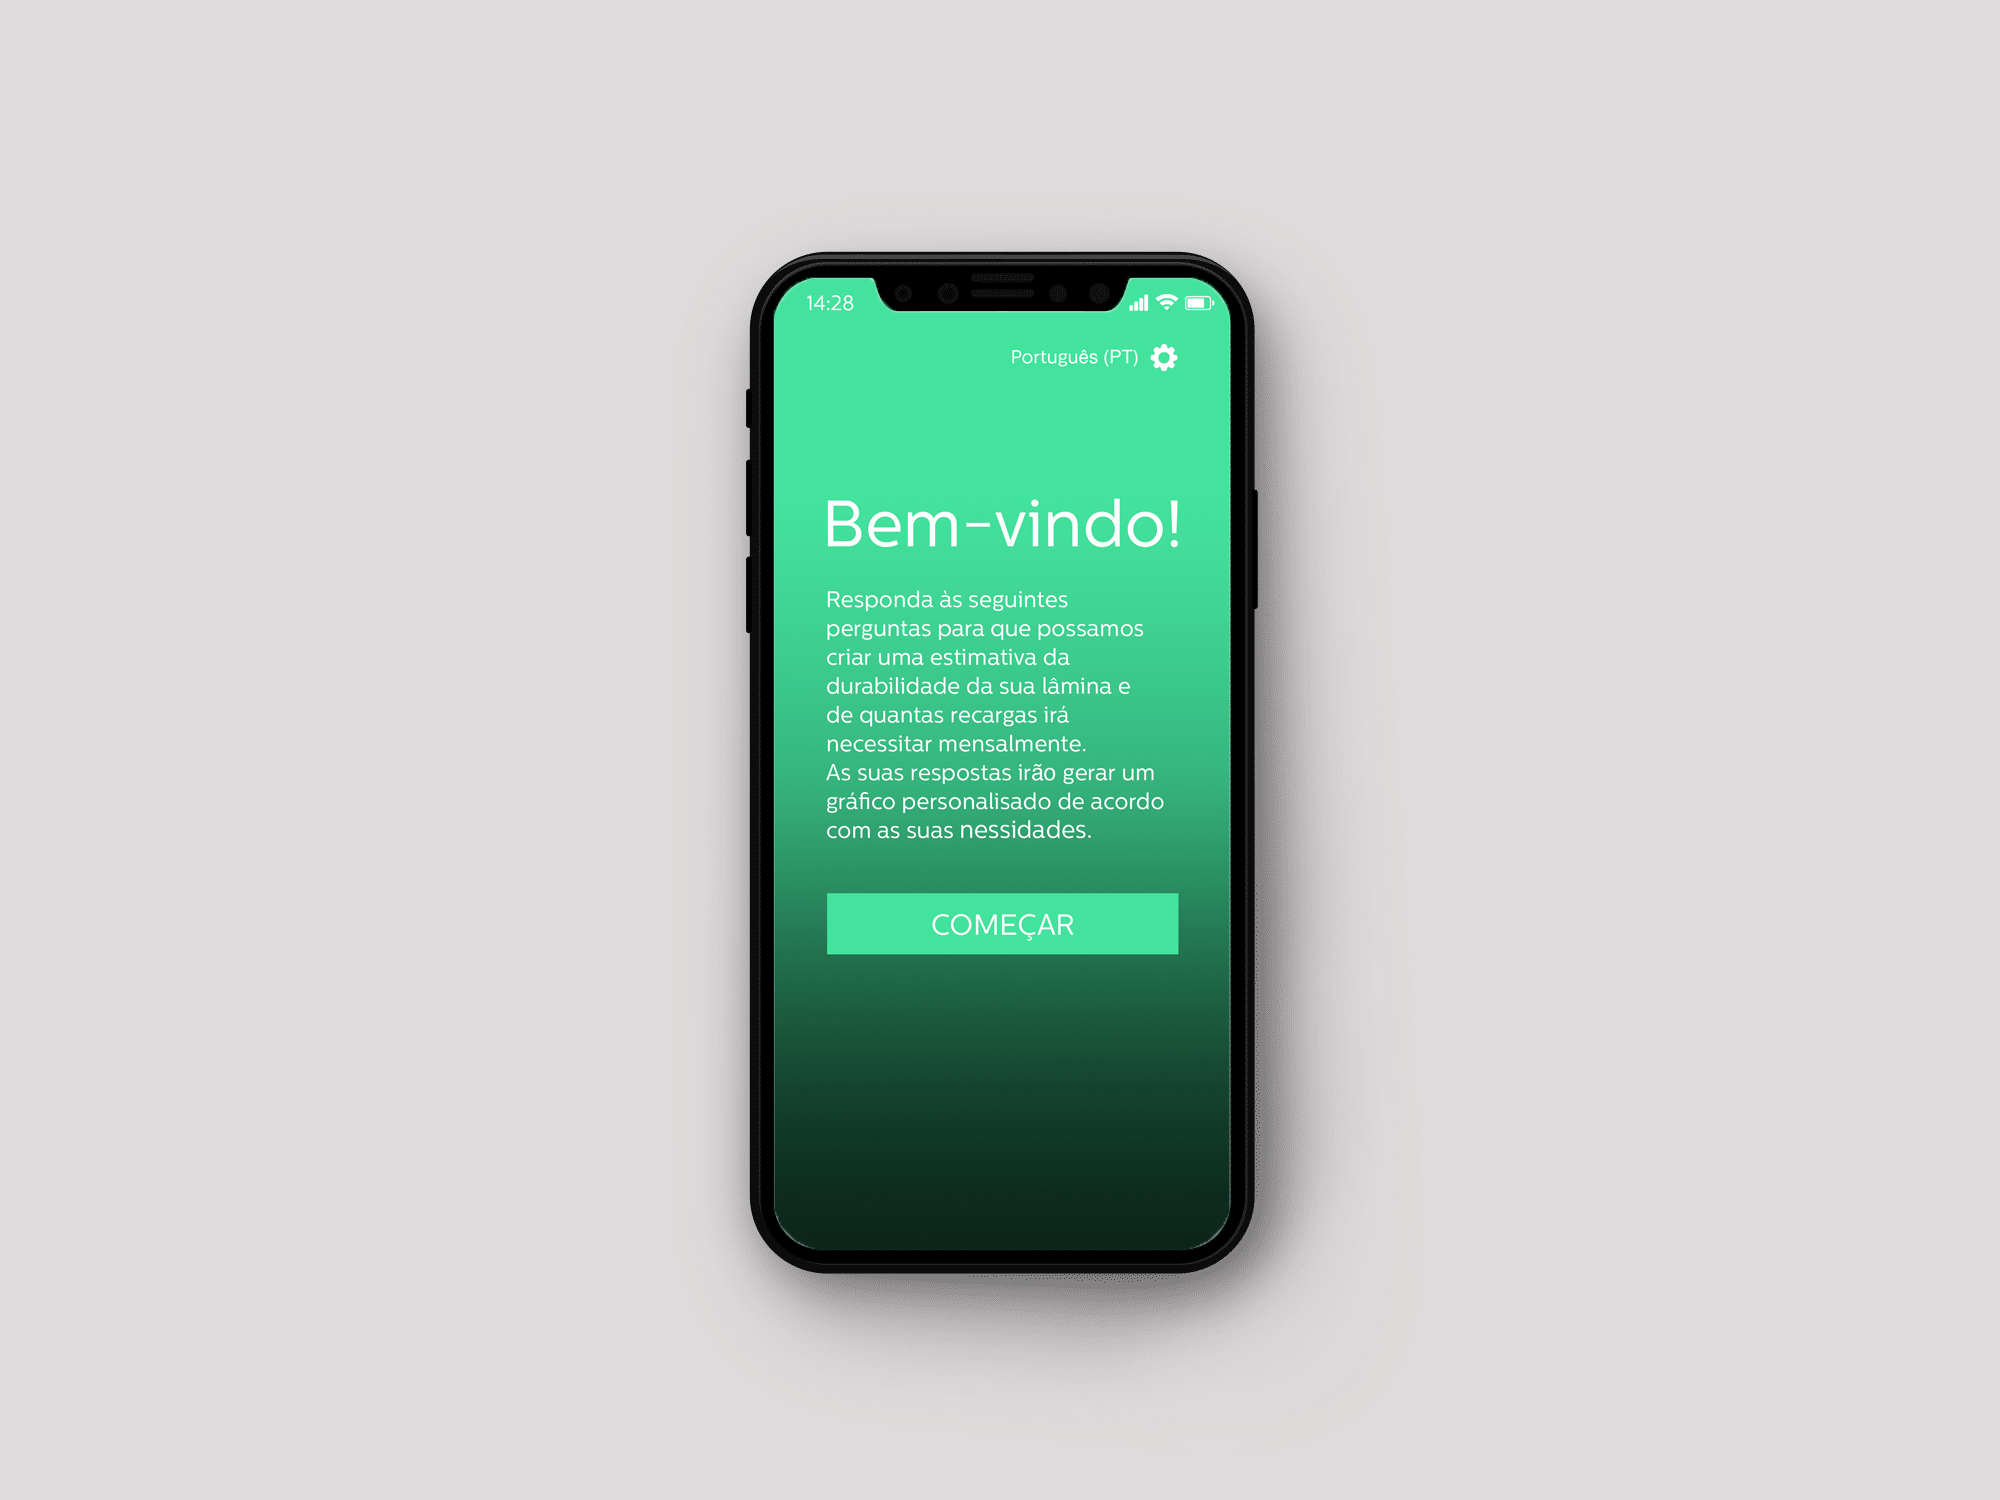 14:28
Português (PT)
Bem-vindo!
Responda às seguintes
perguntas para que possamos
criar uma estimativa da
durabilidade da sua lâmina e
de quantas recargas irá
necessitar mensalmente.
As suas respostas irão gerar um
gráfico personalisado de acordo
com as suas nessidades.
COMEÇAR